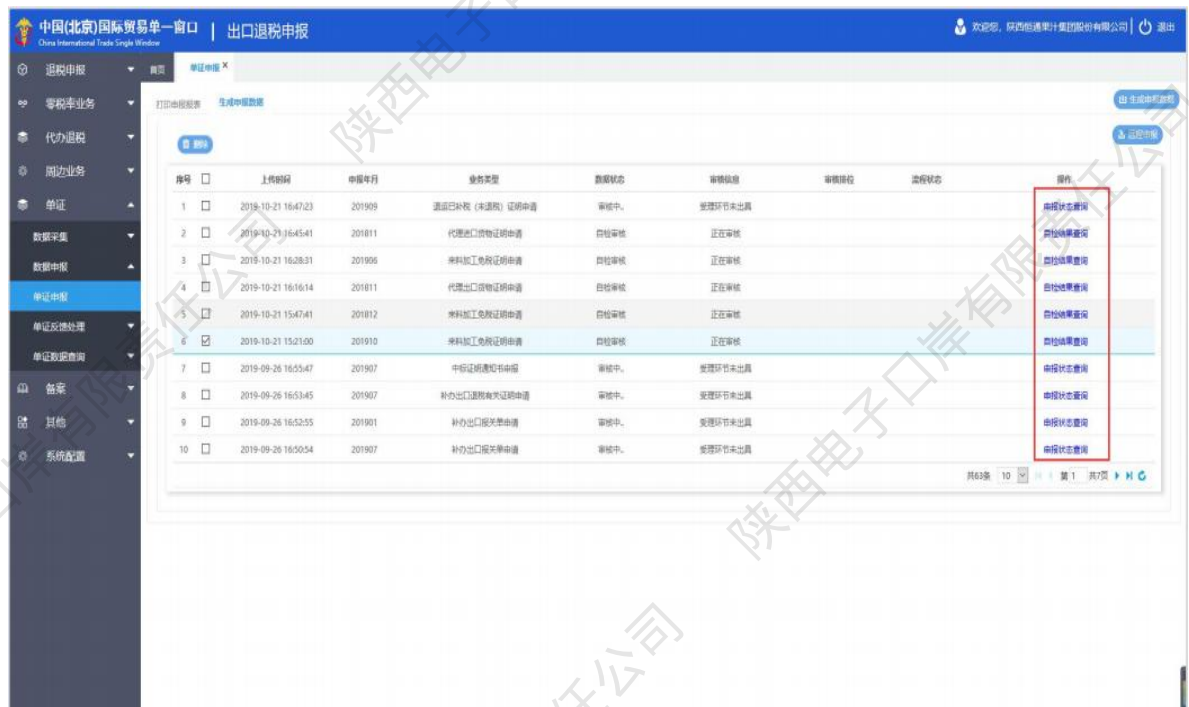 中国(北京)国际贸易单一窗口 | 出口退税申报
China International Trade Single Window
欢迎您, 陕西恒通果汁集团股份有限公司 | 退出
退税申报
零税率业务
代办退税
周边业务
单证
数据采集
数据申报
单证申报
单证反馈处理
单证数据查询
备案
其他
系统配置
首页 单证申报 X
打印申报报表 生成申报数据
生成申报数据
删除
远程申报
序号 上传时间 申报年月 业务类型 数据状态 审核信息 审核岗位 流程状态 操作
1 2019-10-21 16:47:23 201909 退运已补税(未退税)证明申请 审核中。 受理环节未出具 申报状态查询
2 2019-10-21 16:45:41 201811 代理进口货物证明申请 自检审核 正在审核 自检结果查询
3 2019-10-21 16:28:31 201906 来料加工免税证明申请 自检审核 正在审核 自检结果查询
4 2019-10-21 16:16:14 201811 代理出口货物证明申请 自检审核 正在审核 自检结果查询
5 2019-10-21 15:47:41 201812 来料加工免税证明申请 自检审核 正在审核 自检结果查询
6 2019-10-21 15:21:00 201910 来料加工免税证明申请 自检审核 正在审核 自检结果查询
7 2019-09-26 16:55:47 201907 中标证明通知书申报 审核中。 受理环节未出具 申报状态查询
8 2019-09-26 16:53:45 201907 补办出口退税有关证明申请 审核中。 受理环节未出具 申报状态查询
9 2019-09-26 16:52:55 201901 补办出口报关单申请 审核中。 受理环节未出具 申报状态查询
10 2019-09-26 16:50:54 201907 补办出口报关单申请 审核中。 受理环节未出具 申报状态查询
共63条 10 第 1 共7页
陕西电子口岸有限责任公司